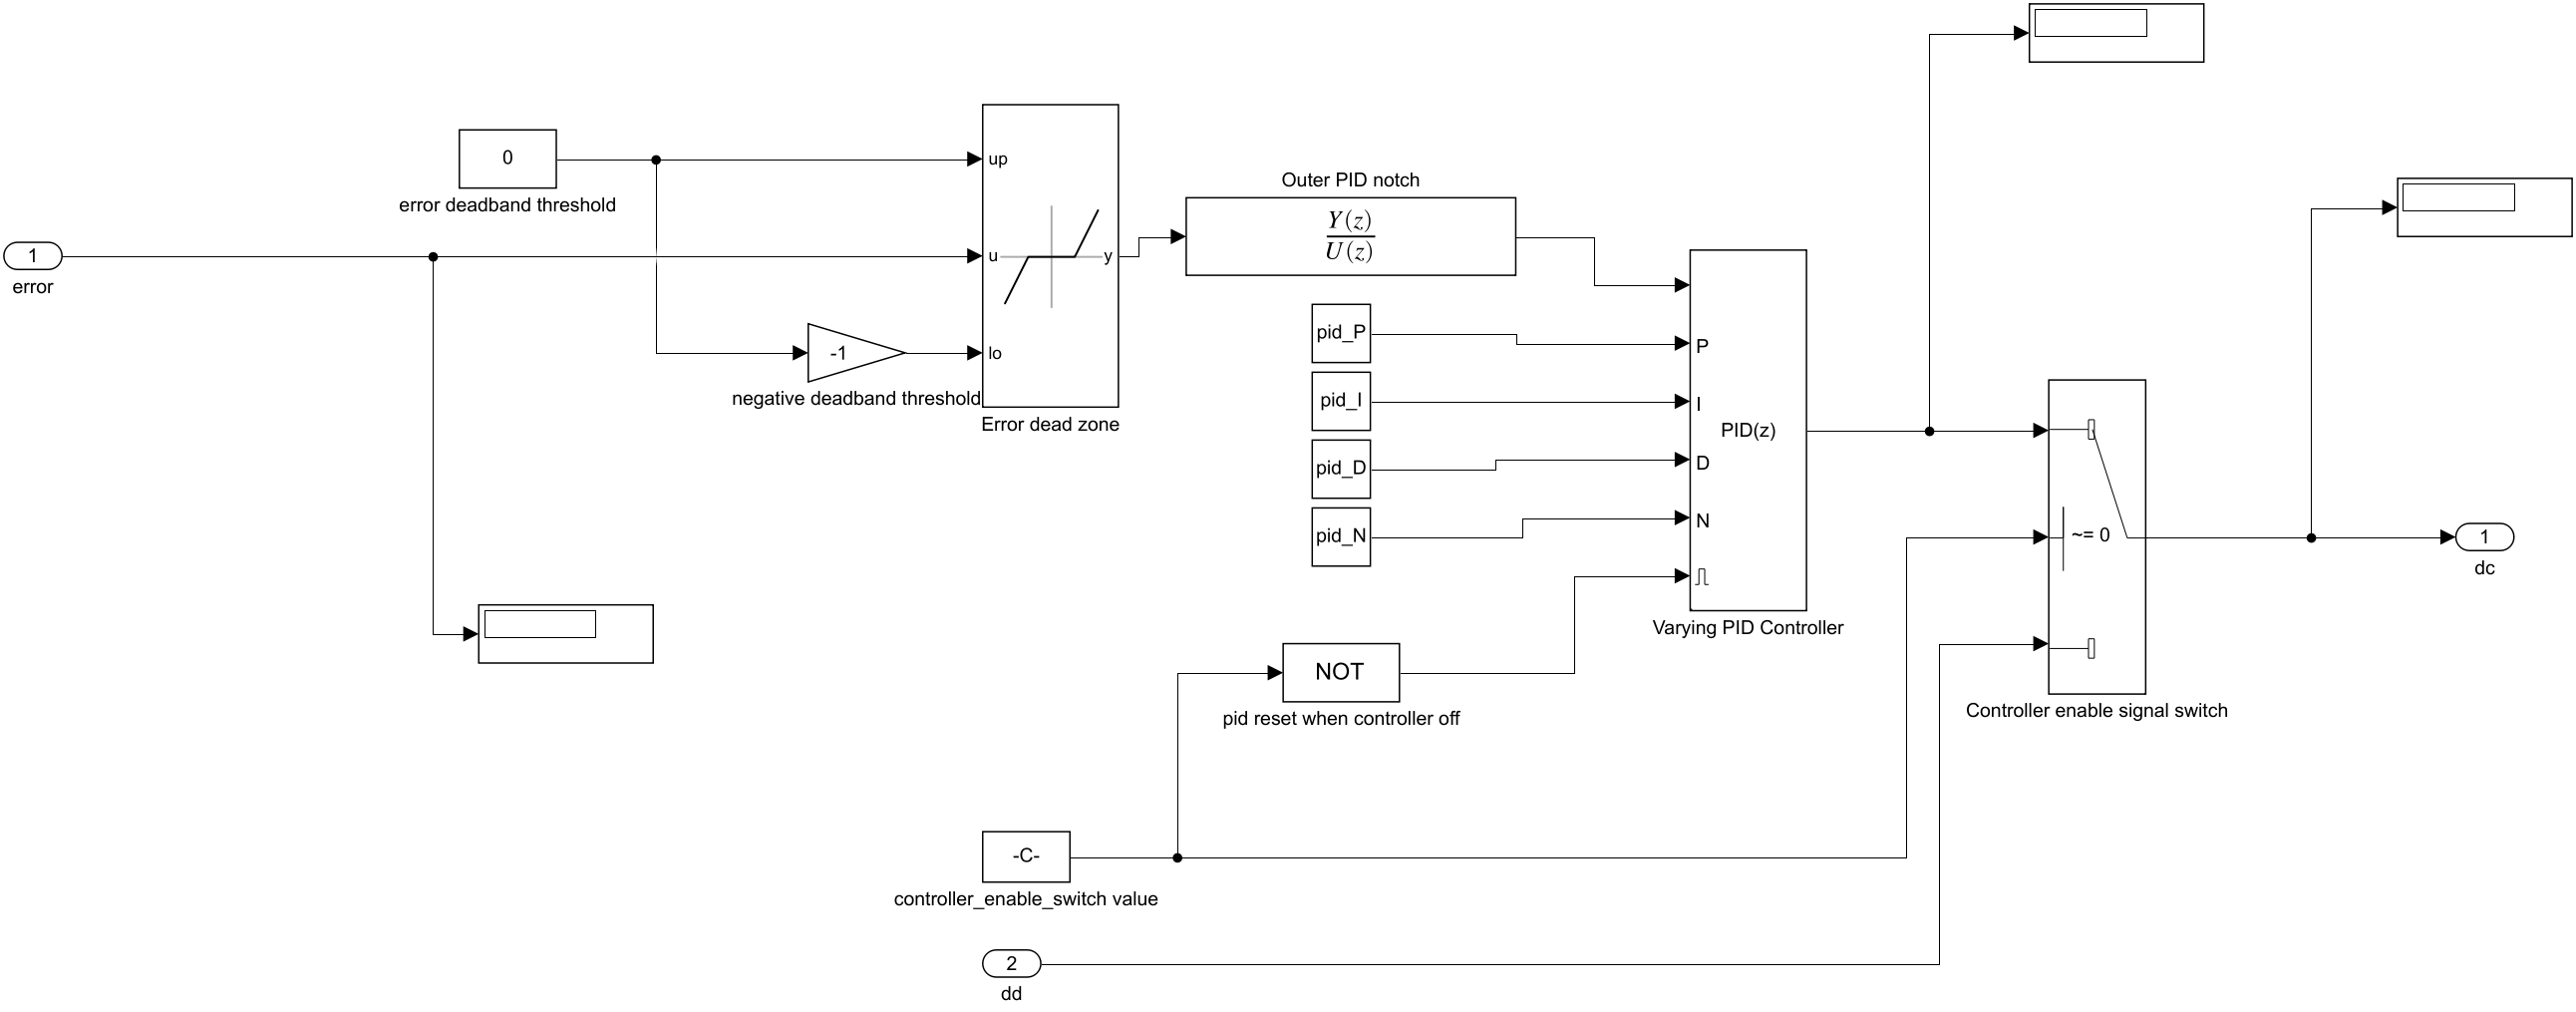 0
error deadband threshold
1
error
-1
negative deadband threshold
up
u
y
lo
Error dead zone
Outer PID notch
Y(z)
U(z)
pid_P
pid_I
pid_D
pid_N
P
I
PID(z)
D
N
Varying PID Controller
NOT
pid reset when controller off
~= 0
Controller enable signal switch
1
dc
-C-
controller_enable_switch value
2
dd